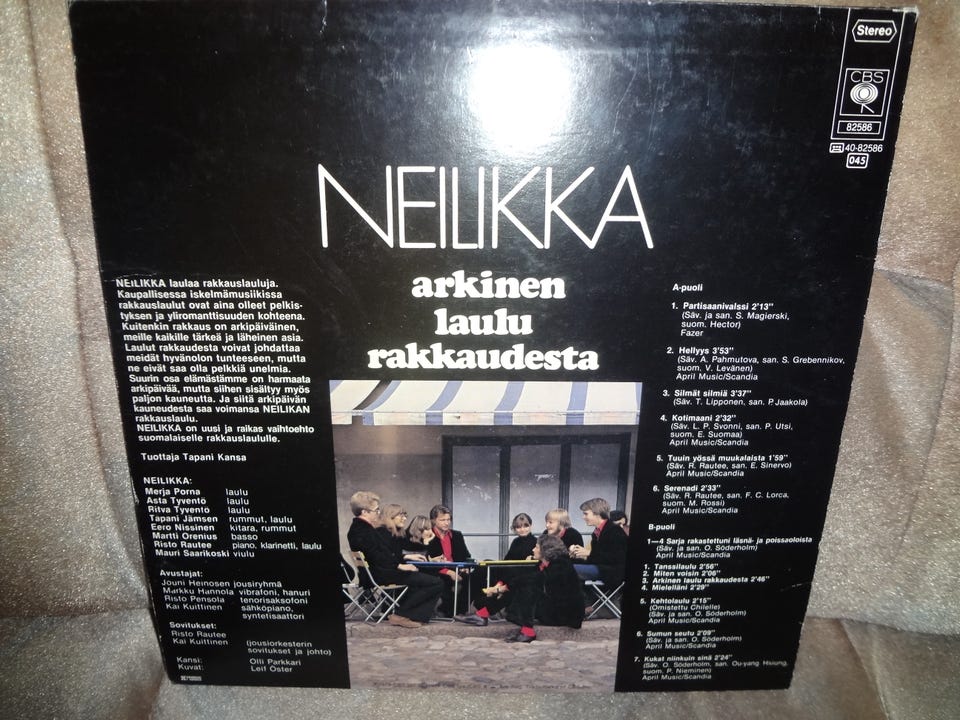 Stereo
CBS
82586
40-82586
045
NEILIKKA
arkinen
laulu
rakkaudesta
NEILIKKA laulaa rakkauslauluja.
Kaupallisessa iskelmämusiikissa
rakkauslaulut ovat aina olleet pelkis-
tyksen ja yliromanttisuuden kohteena.
Kuitenkin rakkaus on arkipäiväinen,
meille kaikille tärkeä ja läheinen asia.
Laulut rakkaudesta voivat johdattaa
meidät hyvänolon tunteeseen, mutta
ne eivät saa olla pelkkiä unelmia.
Suurin osa elämästämme on harmaata
arkipäivää, mutta siihen sisältyy myös
paljon kauneutta. Ja siitä arkipäivän
kauneudesta saa voimansa NEILIKAN
rakkauslaulu.
NEILIKKA on uusi ja raikas vaihtoehto
suomalaiselle rakkauslaululle.
Tuottaja Tapani Kansa
NEILIKKA:
Merja Porna laulu
Asta Tyventö laulu
Ritva Tyventö laulu
Tapani Jämsen rummut, laulu
Eero Nissinen kitara, rummut
Martti Orenius basso
Risto Rautee piano, klarinetti, laulu
Mauri Saarikoski viulu
Avustajat:
Jouni Heinosen jousiryhmä
Markku Hannola vibrafoni, hanuri
Risto Pensola tenorisaksofoni
Kai Kuittinen sähköpiano,
syntetisaattori
Sovitukset:
Risto Rautee
Kai Kuittinen (jousiorkesterin
sovitukset ja johto)
Kansi: Olli Parkkari
Kuvat: Leif Öster
A-puoli
1. Partisaanivalssi 2'13"
(Säv. ja san. S. Magierski,
suom. Hector)
Fazer
2. Hellyys 3'53"
(Säv. A. Pahmutova, san. S. Grebennikov,
suom. V. Levänen)
April Music/Scandia
3. Silmät silmiä 3'37"
(Säv. T. Lipponen, san. P. Jaakola)
4. Kotimaani 2'32"
(Säv. L. P. Svonni, san. P. Utsi,
suom. E. Suomaa)
April Music/Scandia
5. Tuuin yössä muukalaista 1'59"
(Säv. R. Rautee, san. E. Sinervo)
April Music/Scandia
6. Serenadi 2'33"
(Säv. R. Rautee, san. F. C. Lorca,
suom. M. Rossi)
April Music/Scandia
B-puoli
1—4 Sarja rakastettuni läsnä- ja poissaoloista
(Säv. ja san. O. Söderholm)
April Music/Scandia
1. Tanssilaulu 2'56"
2. Miten voisin 2'06"
3. Arkinen laulu rakkaudesta 2'46"
4. Mielelläni 2'29"
5. Kehtolaulu 2'15"
(Omistettu Chilelle)
(Säv. ja san. O. Söderholm)
April Music/Scandia
6. Sumun seutu 2'09"
(Säv. ja san. O. Söderholm)
April Music/Scandia
7. Kukat niinkuin sinä 2'24"
(Säv. O. Söderholm, san. Ou-yang Hsiung,
suom. P. Nieminen)
April Music/Scandia